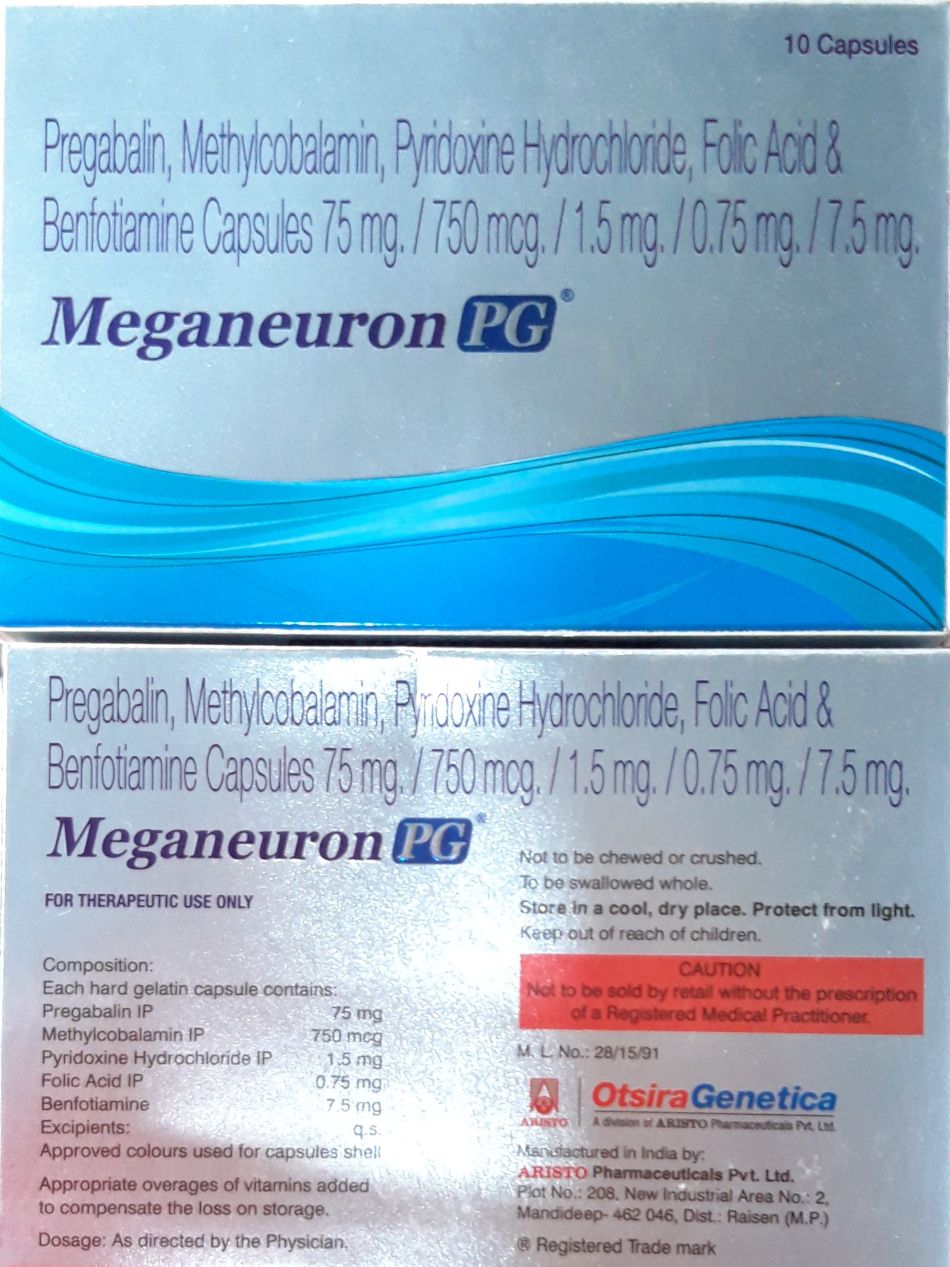 10 Capsules
Pregabalin, Methylcobalamin, Pyridoxine Hydrochloride, Folic Acid &
Benfotiamine Capsules 75 mg. / 750 mcg. / 1.5 mg. / 0.75 mg. / 7.5 mg.
Meganeuron PG®
Pregabalin, Methylcobalamin, Pyridoxine Hydrochloride, Folic Acid &
Benfotiamine Capsules 75 mg. / 750 mcg. / 1.5 mg. / 0.75 mg. / 7.5 mg.
Meganeuron PG®
FOR THERAPEUTIC USE ONLY
Composition:
Each hard gelatin capsule contains:
Pregabalin IP 75 mg
Methylcobalamin IP 750 mcg
Pyridoxine Hydrochloride IP 1.5 mg
Folic Acid IP 0.75 mg
Benfotiamine 7.5 mg
Excipients: q.s.
Approved colours used for capsules shell
Appropriate overages of vitamins added
to compensate the loss on storage.
Dosage: As directed by the Physician.
Not to be chewed or crushed.
To be swallowed whole.
Store in a cool, dry place. Protect from light.
Keep out of reach of children.
CAUTION
Not to be sold by retail without the prescription
of a Registered Medical Practitioner.
M. L. No.: 28/15/91
ARISTO
OtsiraGenetica
A division of ARISTO Pharmaceuticals Pvt. Ltd.
Manufactured in India by:
ARISTO Pharmaceuticals Pvt. Ltd.
Plot No.: 208, New Industrial Area No.: 2,
Mandideep- 462 046, Dist.: Raisen (M.P.)
® Registered Trade mark